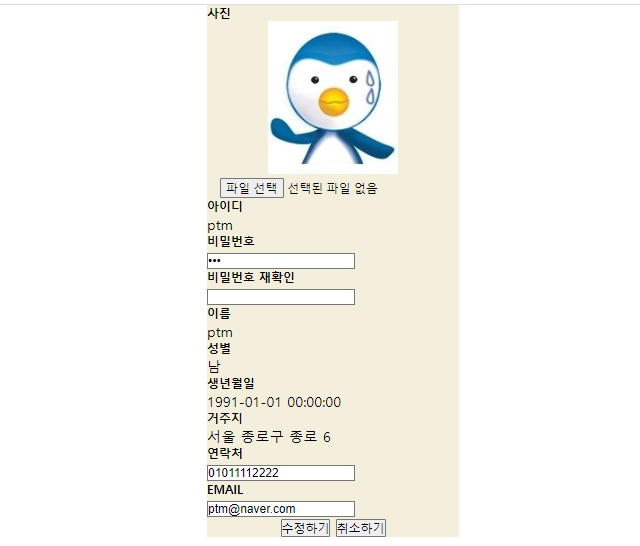 사진
파일 선택 선택된 파일 없음
아이디
ptm
비밀번호
•••
비밀번호 재확인
이름
ptm
성별
남
생년월일
1991-01-01 00:00:00
거주지
서울 종로구 종로 6
연락처
01011112222
EMAIL
ptm@naver.com
수정하기 취소하기